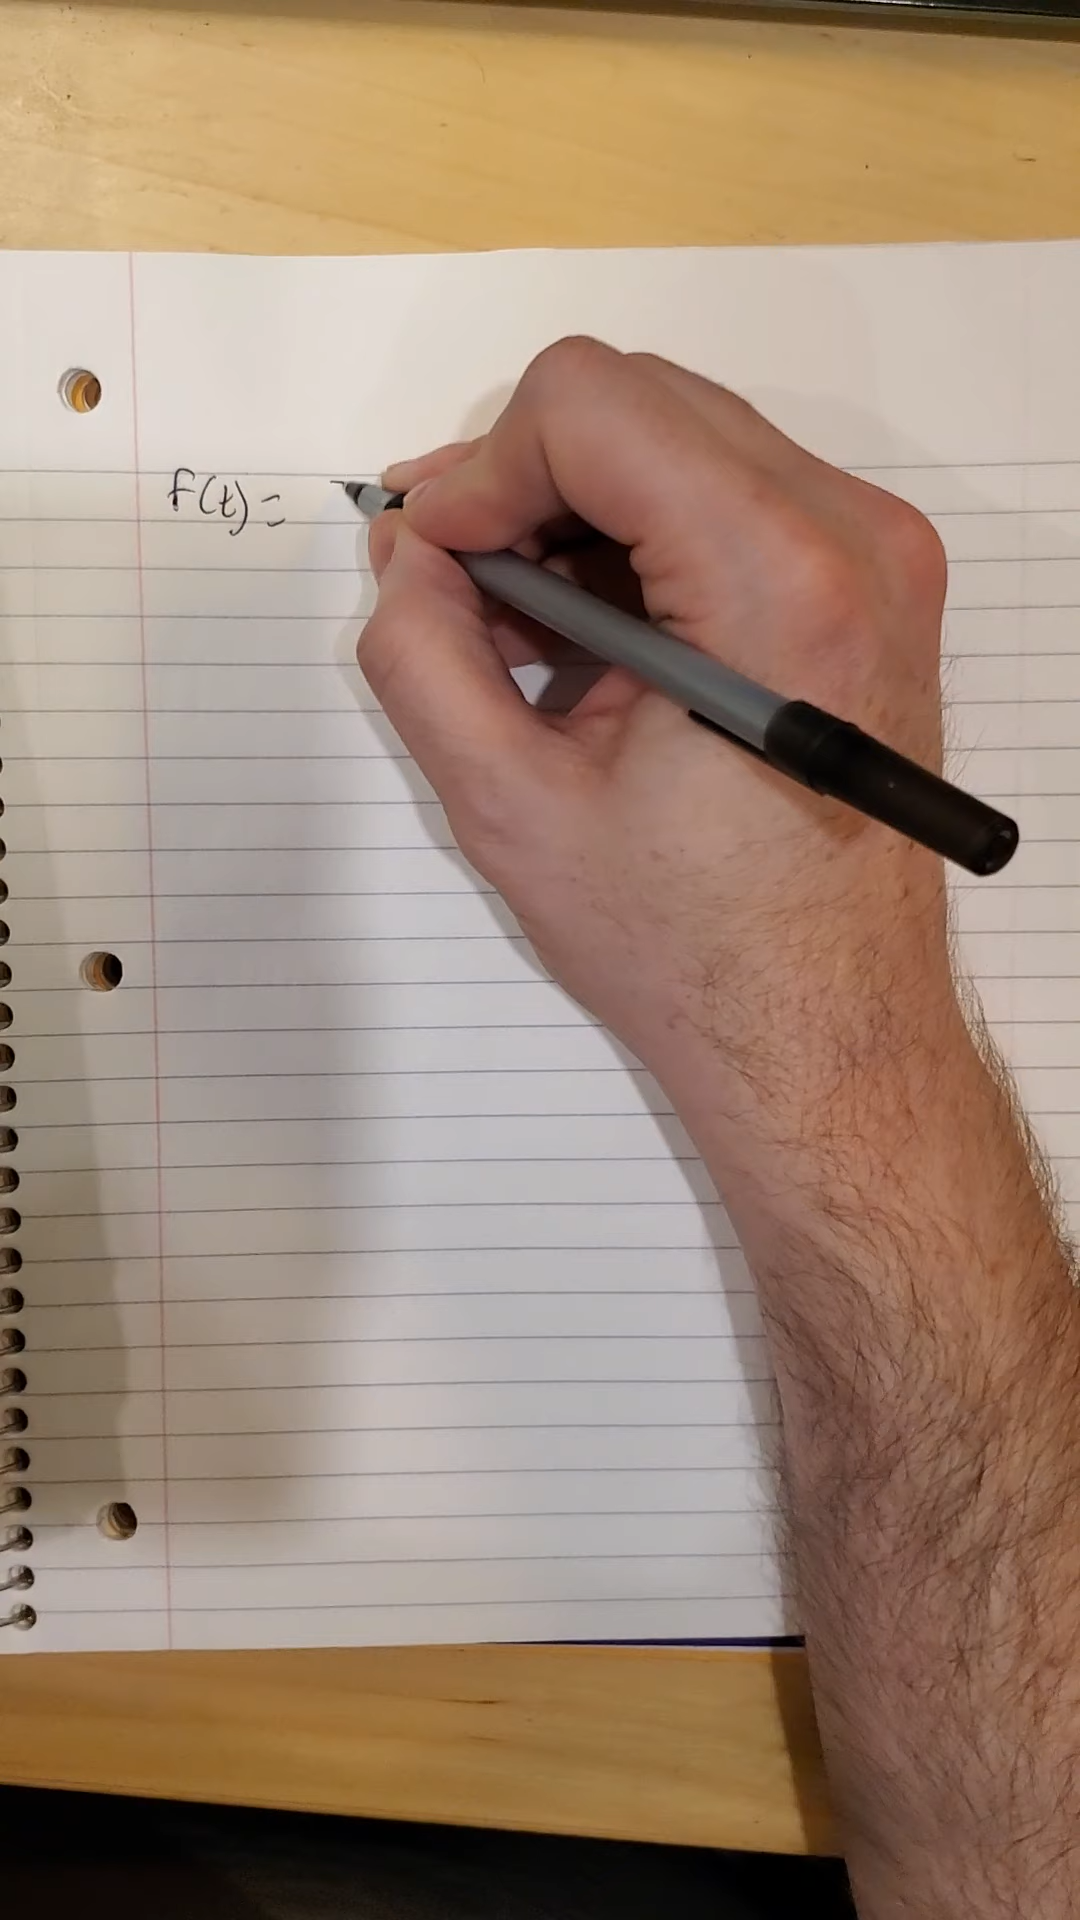 f(t) =